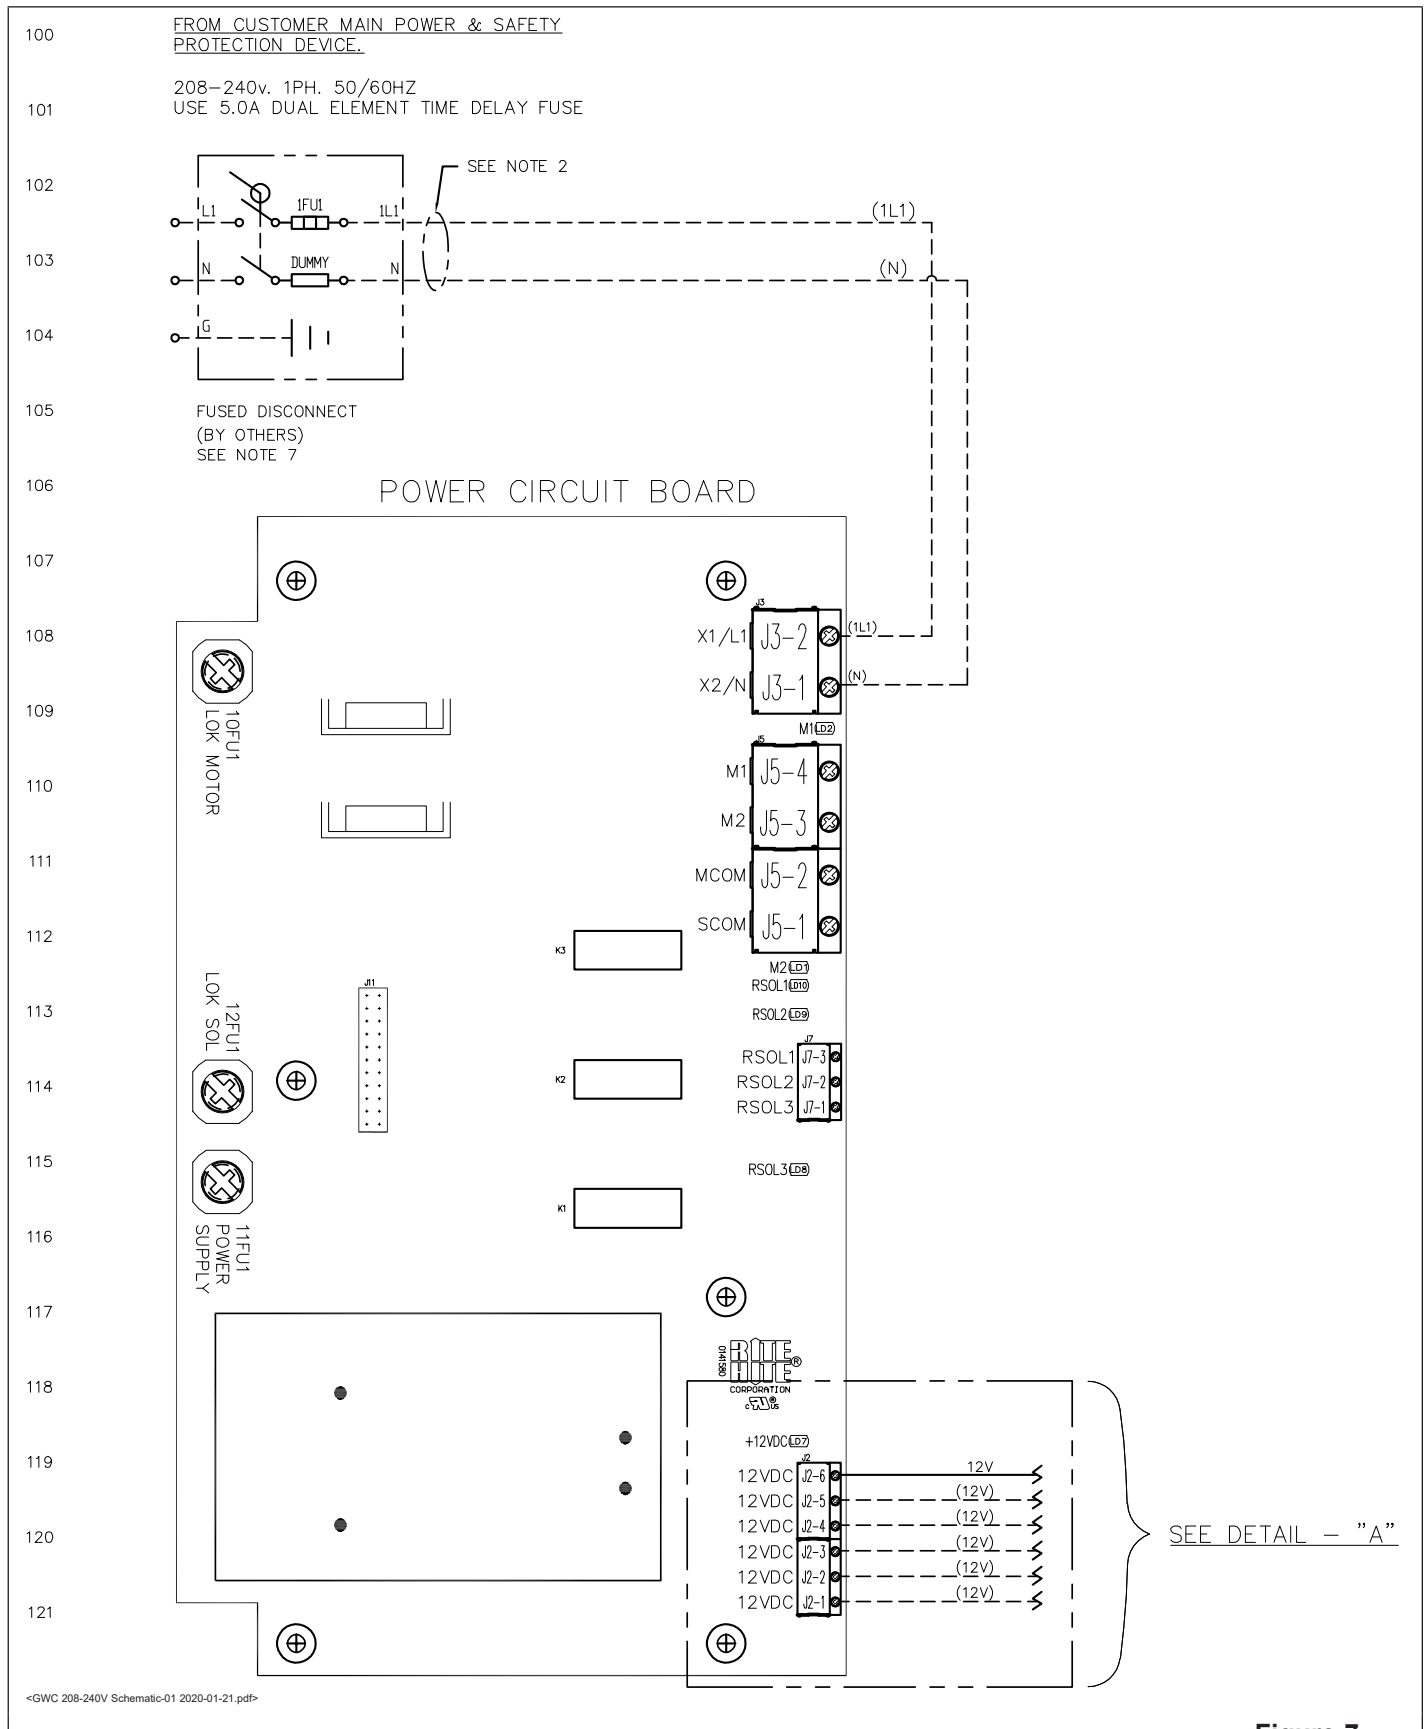 100
FROM CUSTOMER MAIN POWER & SAFETY
PROTECTION DEVICE.
208-240v. 1PH. 50/60HZ
101
USE 5.0A DUAL ELEMENT TIME DELAY FUSE
SEE NOTE 2
102
L1
1FU1
1L1
(1L1)
103
N
DUMMY
N
(N)
104
G
105
FUSED DISCONNECT
(BY OTHERS)
SEE NOTE 7
106
POWER CIRCUIT BOARD
107
J3
108
X1/L1
J3-2
(1L1)
X2/N
J3-1
(N)
109
10FU1
LOK MOTOR
M1
LD2
J5
110
M1
J5-4
M2
J5-3
111
MCOM
J5-2
SCOM
J5-1
112
K3
M2
LD1
RSOL1
LD10
J11
113
12FU1
LOK SOL
RSOL2
LD9
J7
RSOL1
J7-3
114
K2
RSOL2
J7-2
RSOL3
J7-1
115
RSOL3
LD8
K1
116
11FU1
POWER
SUPPLY
117
0141580
RITE
HITE
®
118
CORPORATION
c
®
US
+12VDC
LD7
119
J2
12VDC
J2-6
12V
12VDC
J2-5
(12V)
12VDC
J2-4
(12V)
120
SEE DETAIL - "A"
12VDC
J2-3
(12V)
12VDC
J2-2
(12V)
12VDC
J2-1
(12V)
121
<GWC 208-240V Schematic-01 2020-01-21.pdf>